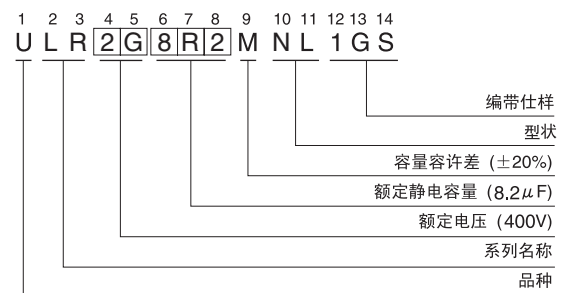 1 2 3 4 5 6 7 8 9 10 11 12 13 14
U L R 2 G 8 R 2 M N L 1 G S
编带仕样
型状
容量容许差 (±20%)
额定静电容量 (8.2μF)
额定电压 (400V)
系列名称
品种